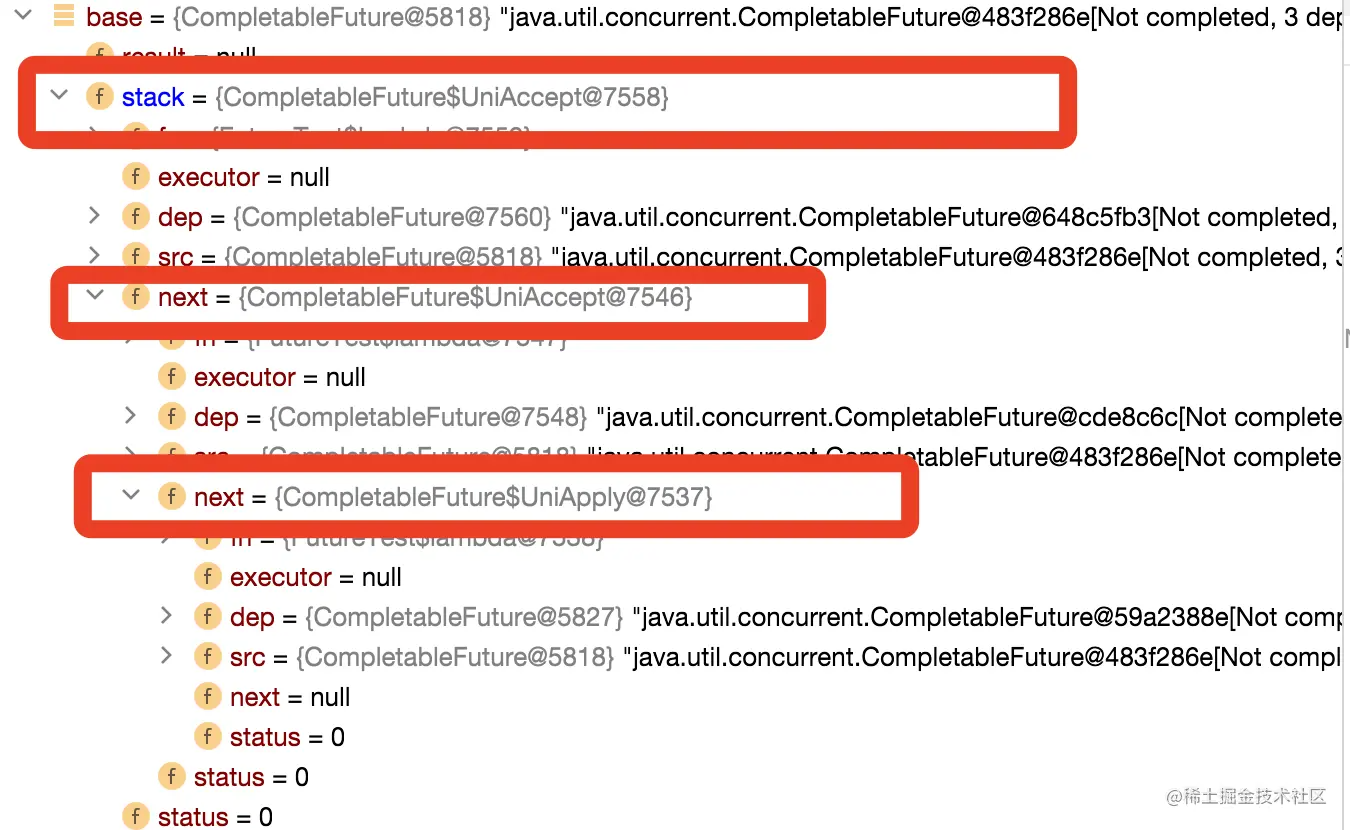 base = {CompletableFuture@5818} "java.util.concurrent.CompletableFuture@483f286e[Not completed, 3 dep
f result = null
f stack = {CompletableFuture$UniAccept@7558}
f
f executor = null
f dep = {CompletableFuture@7560} "java.util.concurrent.CompletableFuture@648c5fb3[Not completed,
f src = {CompletableFuture@5818} "java.util.concurrent.CompletableFuture@483f286e[Not completed, 3
f next = {CompletableFuture$UniAccept@7546}
f fn = {FutureTest$lambda@7547}
f executor = null
f dep = {CompletableFuture@7548} "java.util.concurrent.CompletableFuture@cde8c6c[Not complete
f src = {CompletableFuture@5818} "java.util.concurrent.CompletableFuture@483f286e[Not complete
f next = {CompletableFuture$UniApply@7537}
f fn = {FutureTest$lambda@7538}
f executor = null
f dep = {CompletableFuture@5827} "java.util.concurrent.CompletableFuture@59a2388e[Not comp
f src = {CompletableFuture@5818} "java.util.concurrent.CompletableFuture@483f286e[Not compl
f next = null
f status = 0
f status = 0
f status = 0
@稀土掘金技术社区